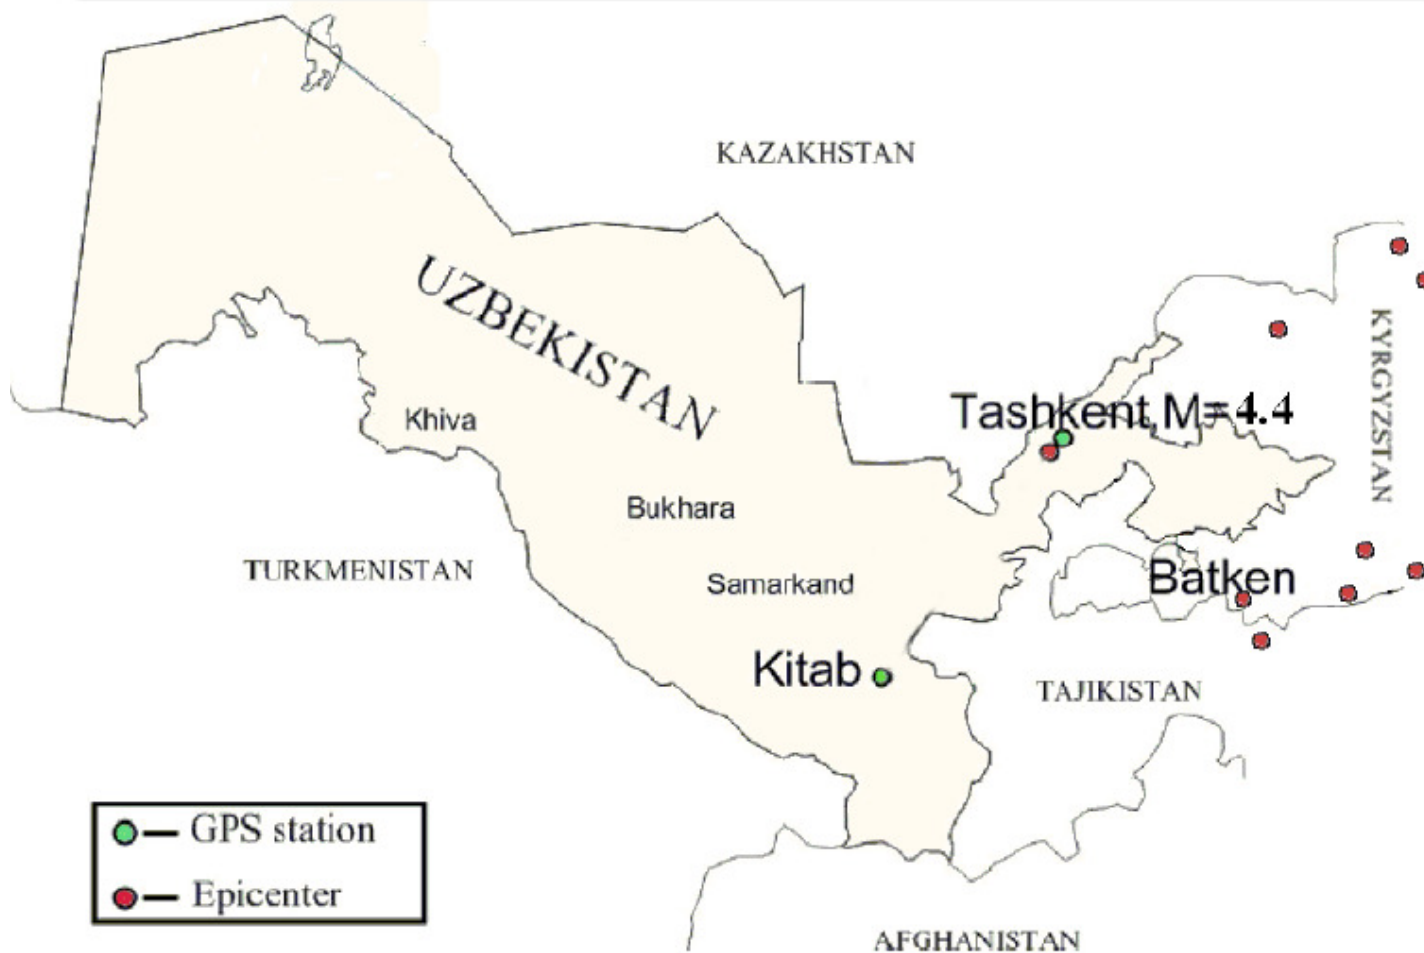 KAZAKHSTAN
UZBEKISTAN
KYRGYZSTAN
Khiva
Tashkent,M=4.4
Bukhara
TURKMENISTAN
Samarkand
Batken
Kitab
TAJIKISTAN
GPS station
Epicenter
AFGHANISTAN